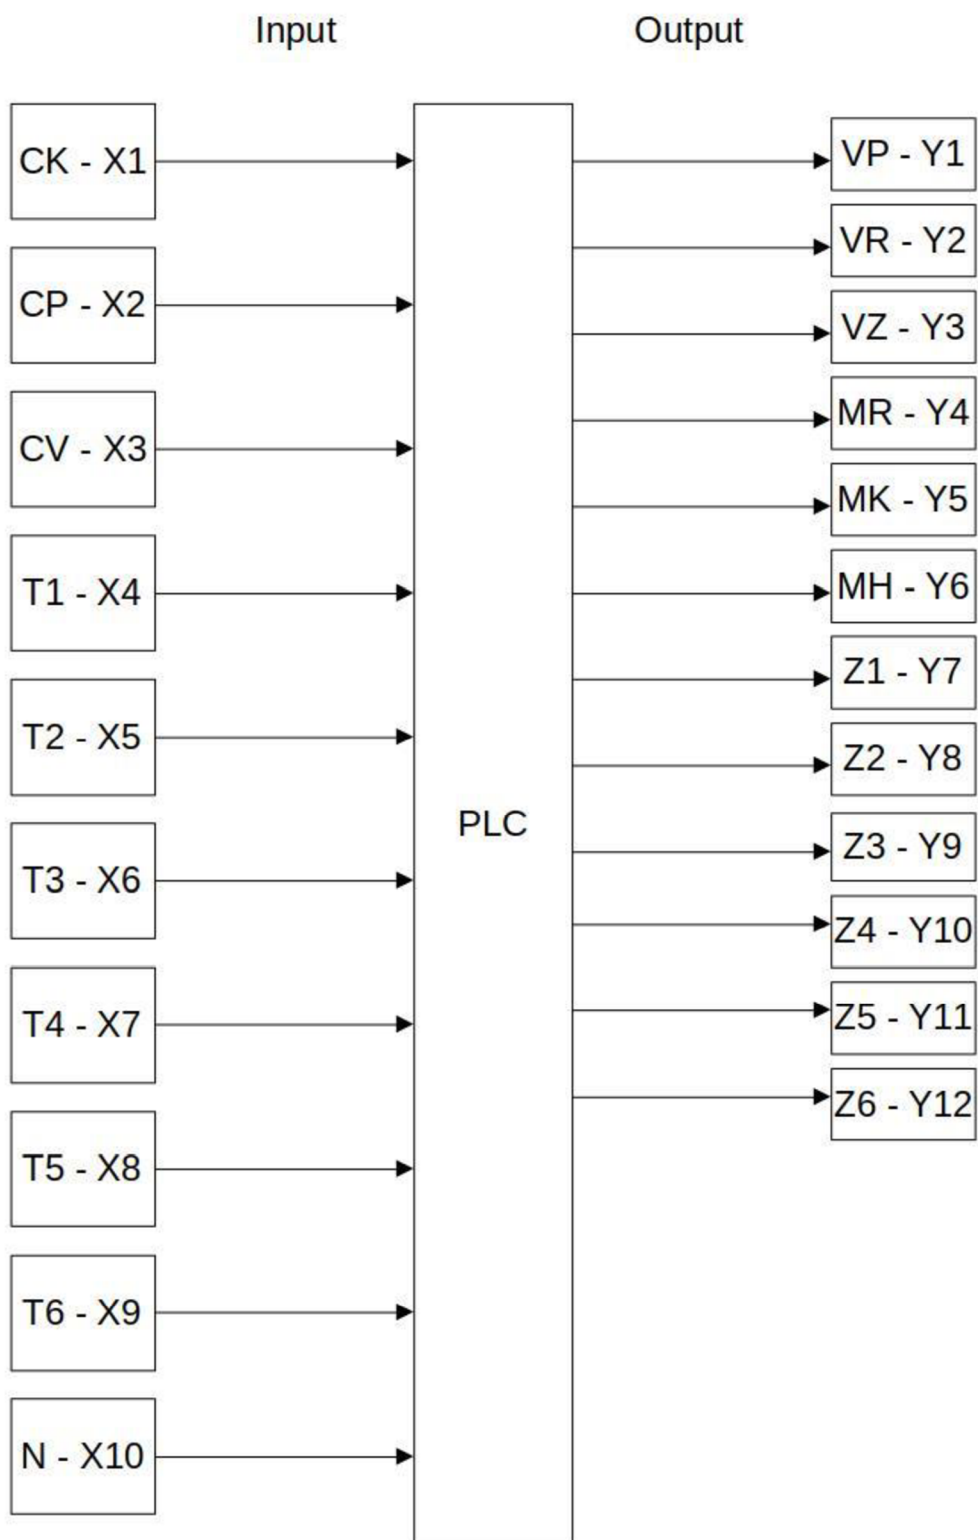 Input
Output
CK - X1
CP - X2
CV - X3
T1 - X4
T2 - X5
T3 - X6
T4 - X7
T5 - X8
T6 - X9
N - X10
PLC
VP - Y1
VR - Y2
VZ - Y3
MR - Y4
MK - Y5
MH - Y6
Z1 - Y7
Z2 - Y8
Z3 - Y9
Z4 - Y10
Z5 - Y11
Z6 - Y12